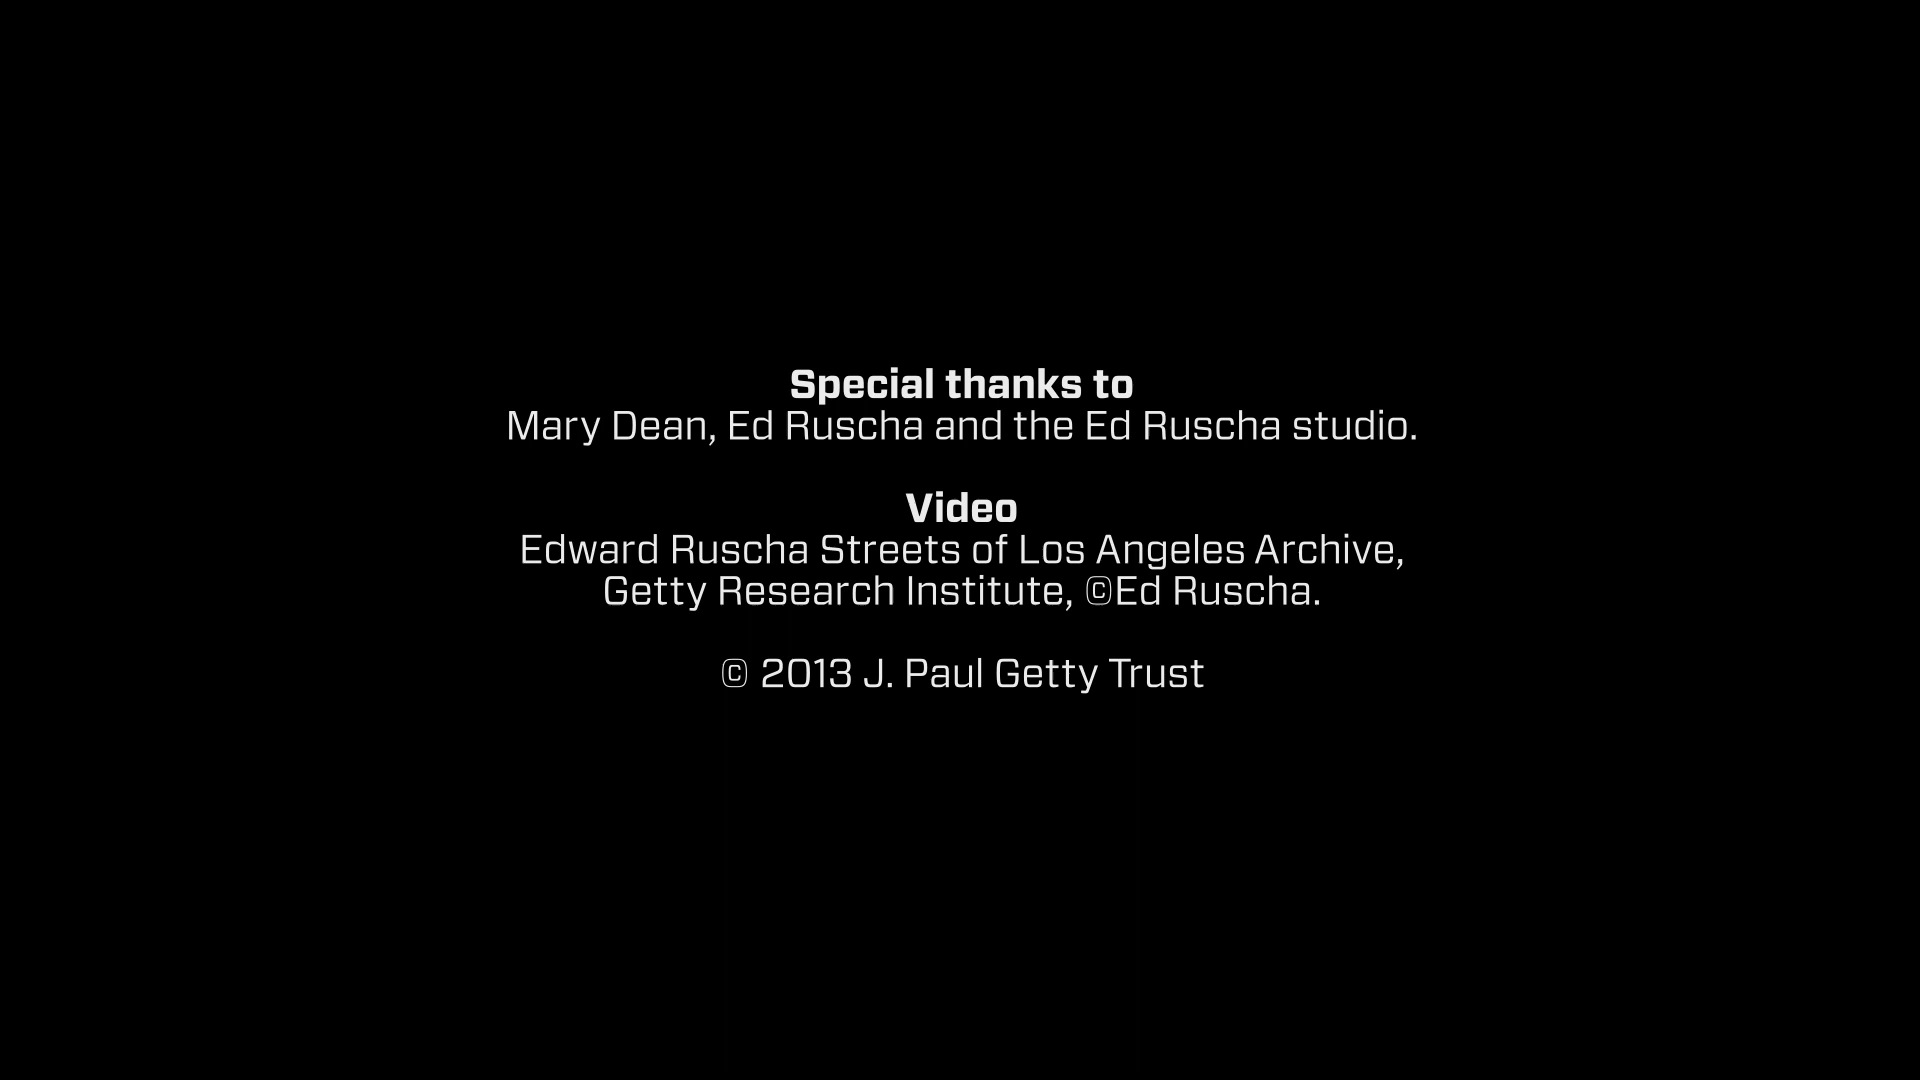 Special thanks to
Mary Dean, Ed Ruscha and the Ed Ruscha studio.
Video
Edward Ruscha Streets of Los Angeles Archive,
Getty Research Institute, ©Ed Ruscha.
© 2013 J. Paul Getty Trust